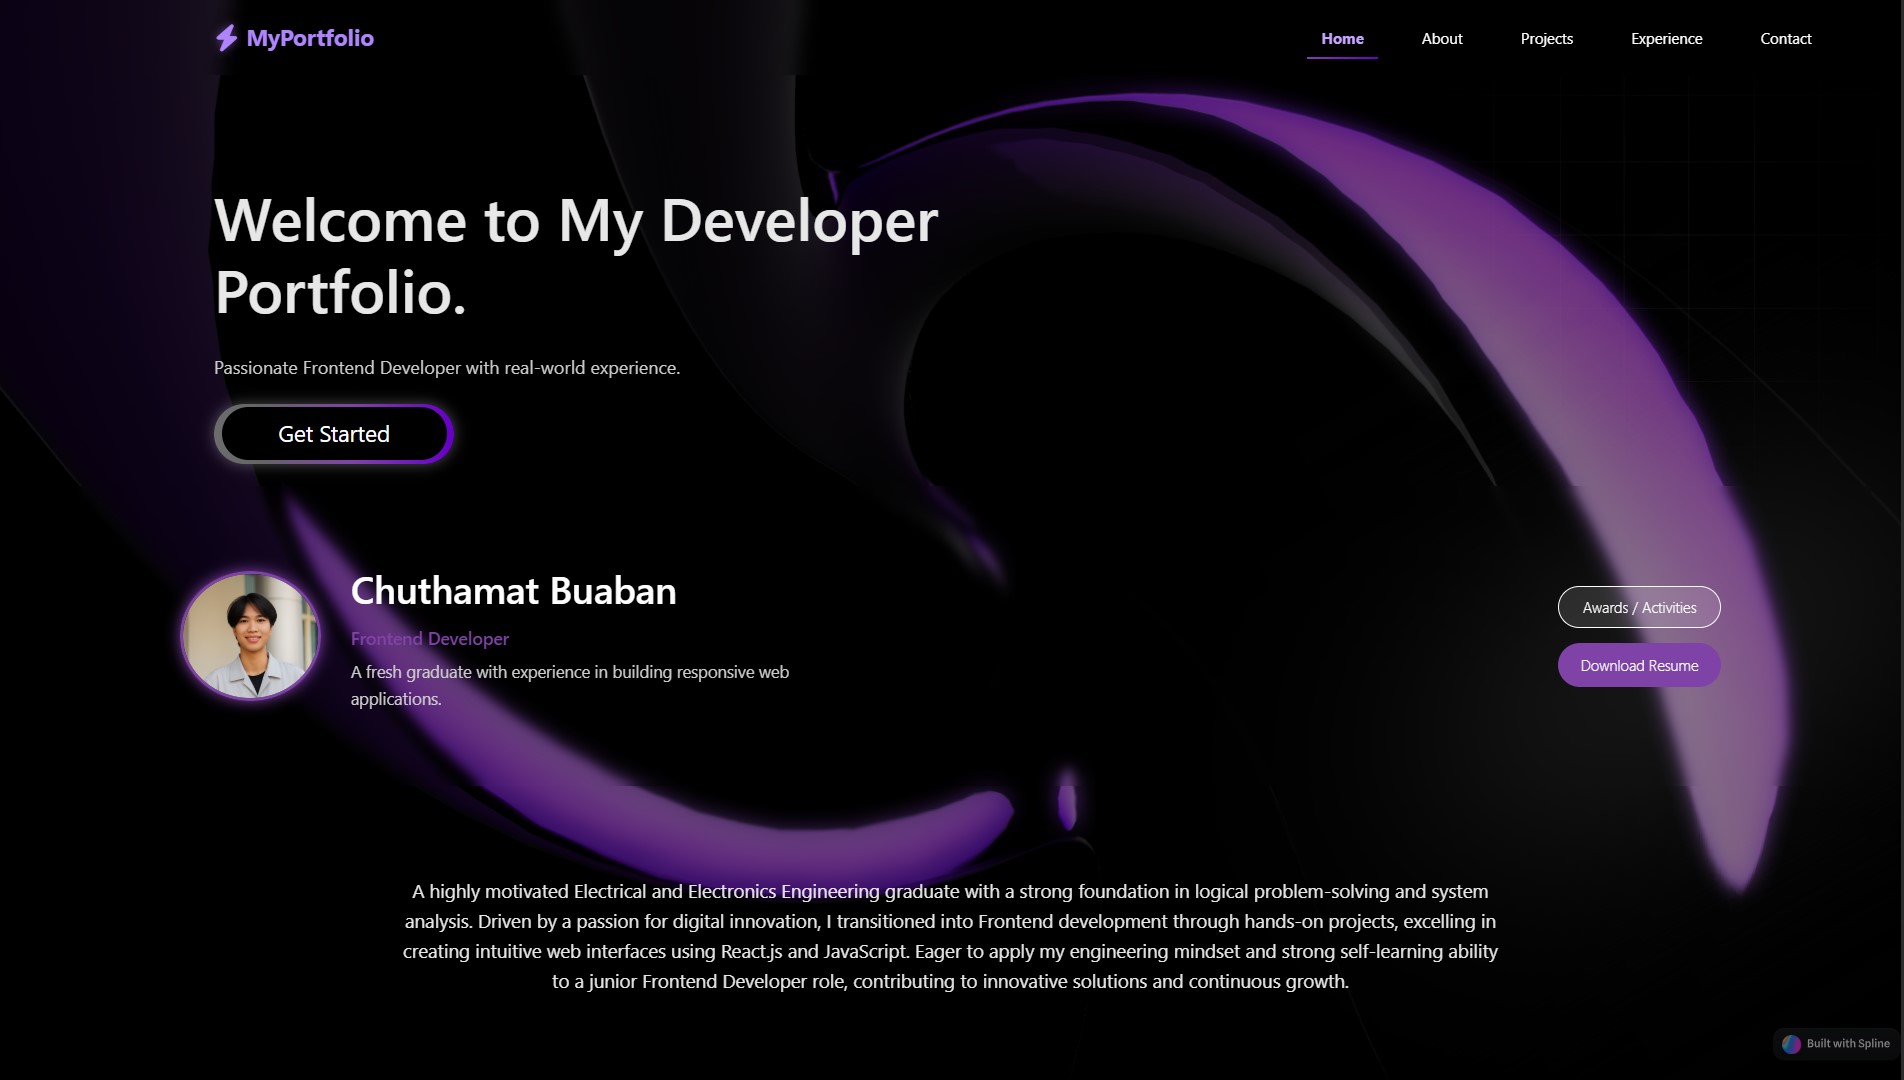 MyPortfolio
Home
About
Projects
Experience
Contact
Welcome to My Developer
Portfolio.
Passionate Frontend Developer with real-world experience.
Get Started
Chuthamat Buaban
Frontend Developer
A fresh graduate with experience in building responsive web
applications.
Awards / Activities
Download Resume
A highly motivated Electrical and Electronics Engineering graduate with a strong foundation in logical problem-solving and system
analysis. Driven by a passion for digital innovation, I transitioned into Frontend development through hands-on projects, excelling in
creating intuitive web interfaces using React.js and JavaScript. Eager to apply my engineering mindset and strong self-learning ability
to a junior Frontend Developer role, contributing to innovative solutions and continuous growth.
Built with Spline